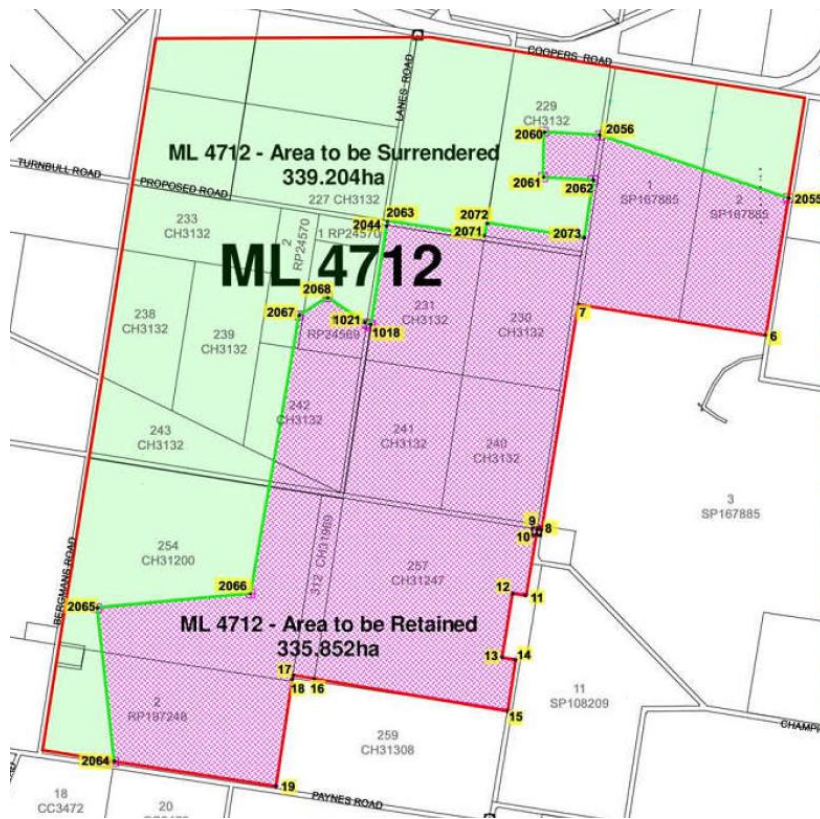 COOPERS ROAD
LANES ROAD
229
CH3132
2060
2056
ML 4712 - Area to be Surrendered
339.204ha
TURNBULL ROAD
PROPOSED ROAD
227 CH3132
2061
2062
1
SP167885
2
SP167885
2055
233
CH3132
2
RP24570
1 RP24570
2044
2063
2072
2071
2073
ML 4712
2068
2067
1021
1018
RP24569
231
CH3132
230
CH3132
7
6
238
CH3132
239
CH3132
242
CH3132
243
CH3132
241
CH3132
240
CH3132
3
SP167885
9
8
10
254
CH31200
312 CH31969
257
CH31247
BERGMANS ROAD
2066
2065
12
11
ML 4712 - Area to be Retained
335.852ha
13
14
17
18
16
15
11
SP108209
2
RP197248
259
CH31308
2064
19
PAYNES ROAD
18
CC3472
20